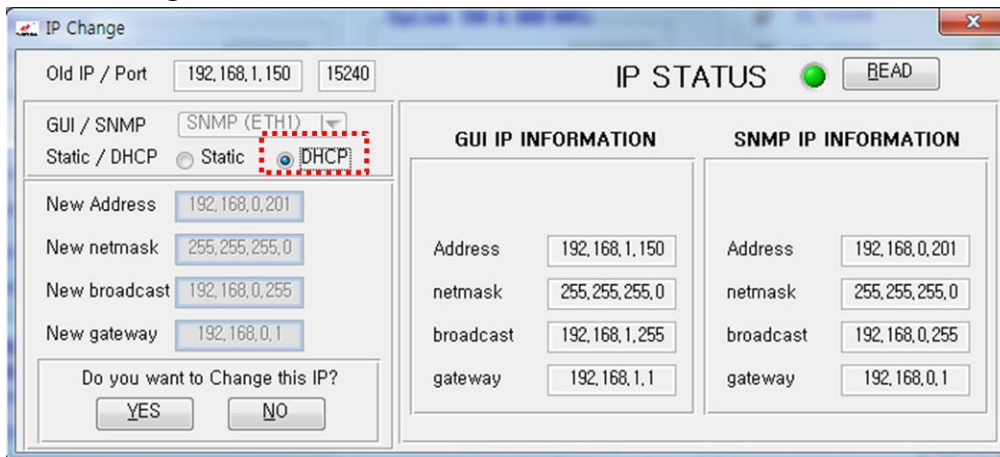 IP Change
Old IP / Port 192,168,1,150 15240
IP STATUS READ
GUI / SNMP SNMP (ETH1)
Static / DHCP Static DHCP
New Address 192,168,0,201
New netmask 255,255,255,0
New broadcast 192,168,0,255
New gateway 192,168,0,1
Do you want to Change this IP?
YES NO
GUI IP INFORMATION
Address 192,168,1,150
netmask 255,255,255,0
broadcast 192,168,1,255
gateway 192,168,1,1
SNMP IP INFORMATION
Address 192,168,0,201
netmask 255,255,255,0
broadcast 192,168,0,255
gateway 192,168,0,1